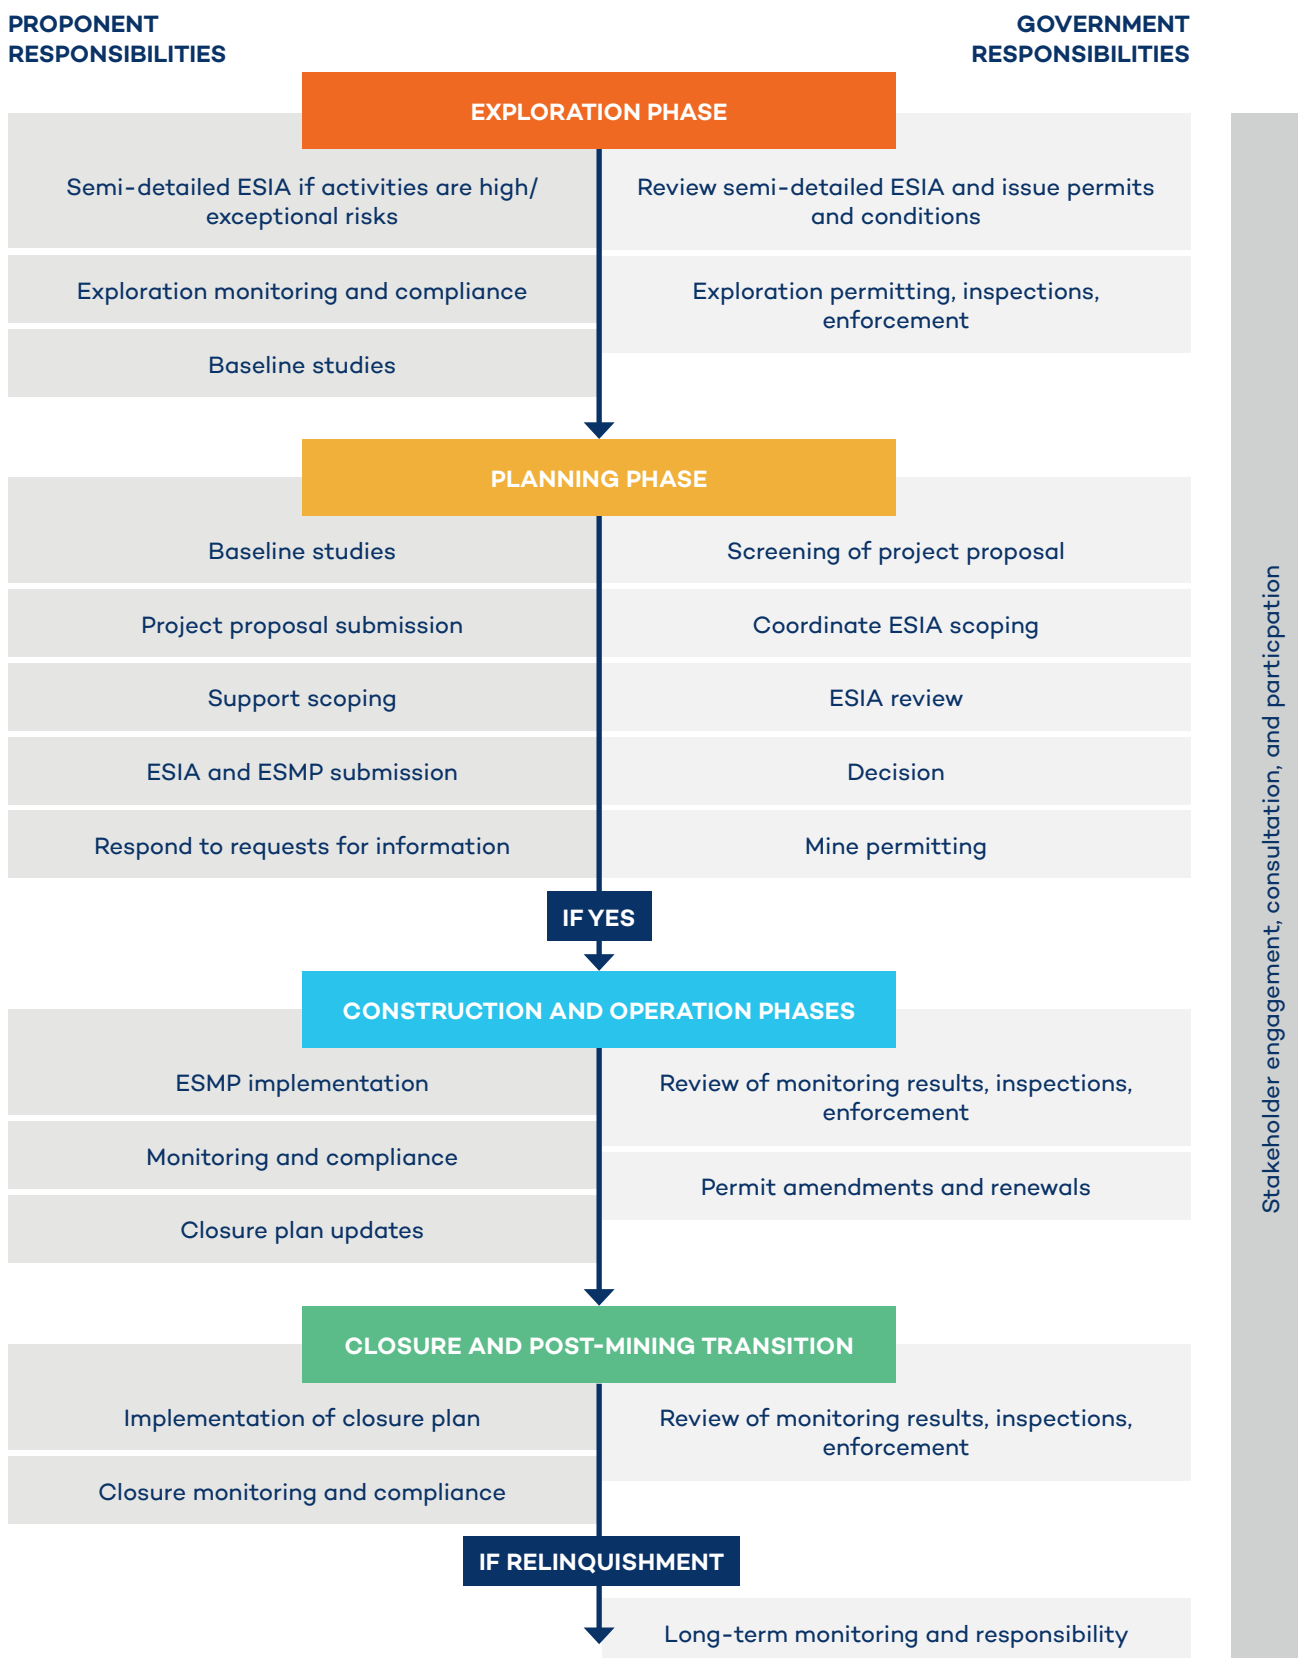 PROPONENT
RESPONSIBILITIES
GOVERNMENT
RESPONSIBILITIES
EXPLORATION PHASE
Semi-detailed ESIA if activities are high/
exceptional risks
Review semi-detailed ESIA and issue permits
and conditions
Exploration monitoring and compliance
Exploration permitting, inspections,
enforcement
Baseline studies
PLANNING PHASE
Baseline studies
Screening of project proposal
Project proposal submission
Coordinate ESIA scoping
Support scoping
ESIA review
ESIA and ESMP submission
Decision
Respond to requests for information
Mine permitting
IF YES
CONSTRUCTION AND OPERATION PHASES
ESMP implementation
Review of monitoring results, inspections,
enforcement
Monitoring and compliance
Permit amendments and renewals
Closure plan updates
CLOSURE AND POST-MINING TRANSITION
Implementation of closure plan
Review of monitoring results, inspections,
enforcement
Closure monitoring and compliance
IF RELINQUISHMENT
Long-term monitoring and responsibility
Stakeholder engagement, consultation, and particpation